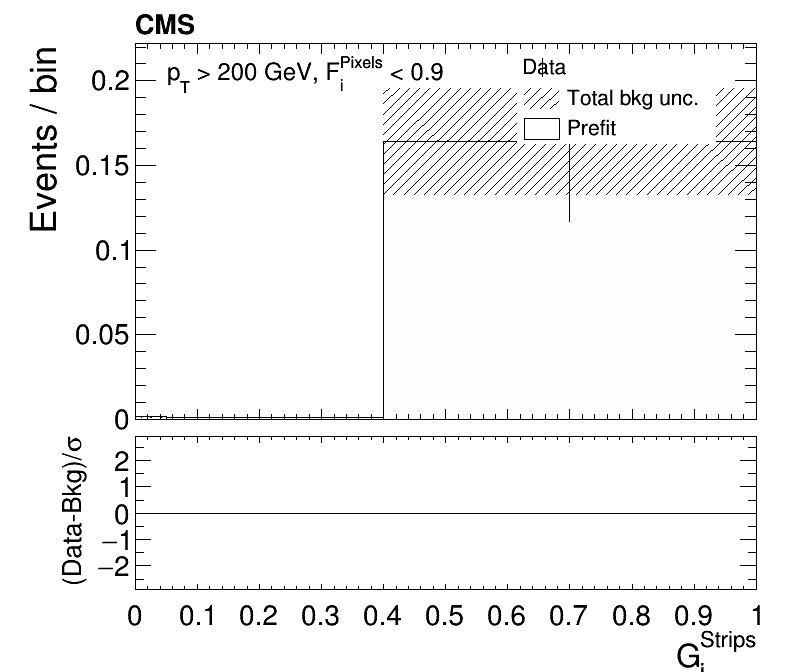 CMS
p_T > 200 GeV, F_i^Pixels < 0.9
Data
Total bkg unc.
Prefit
Events / bin
0.2
0.15
0.1
0.05
0
(Data-Bkg)/σ
2
1
0
−1
−2
0 0.1 0.2 0.3 0.4 0.5 0.6 0.7 0.8 0.9 1
G_i^Strips